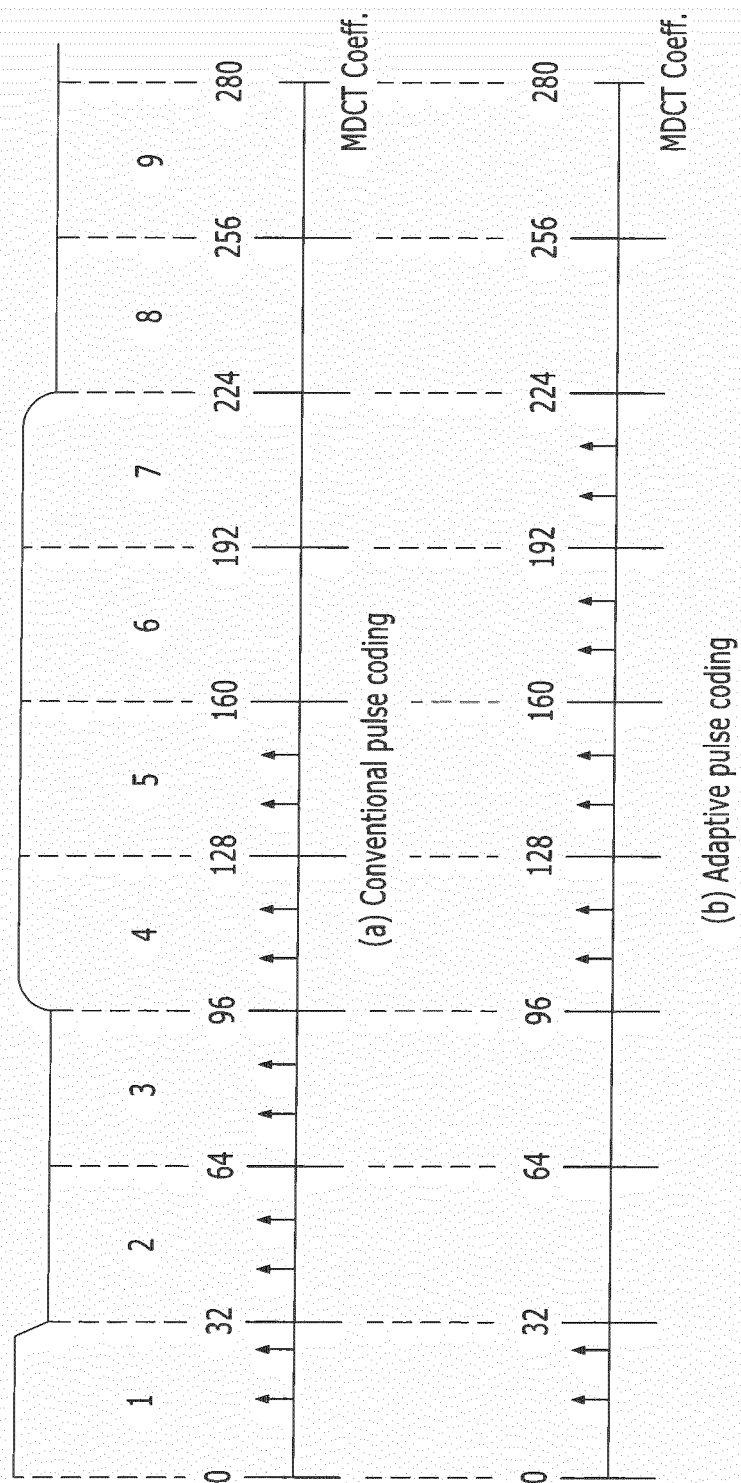 1 2 3 4 5 6 7 8 9
0 32 64 96 128 160 192 224 256 280
MDCT Coeff.
(a) Conventional pulse coding
0 32 64 96 128 160 192 224 256 280
MDCT Coeff.
(b) Adaptive pulse coding